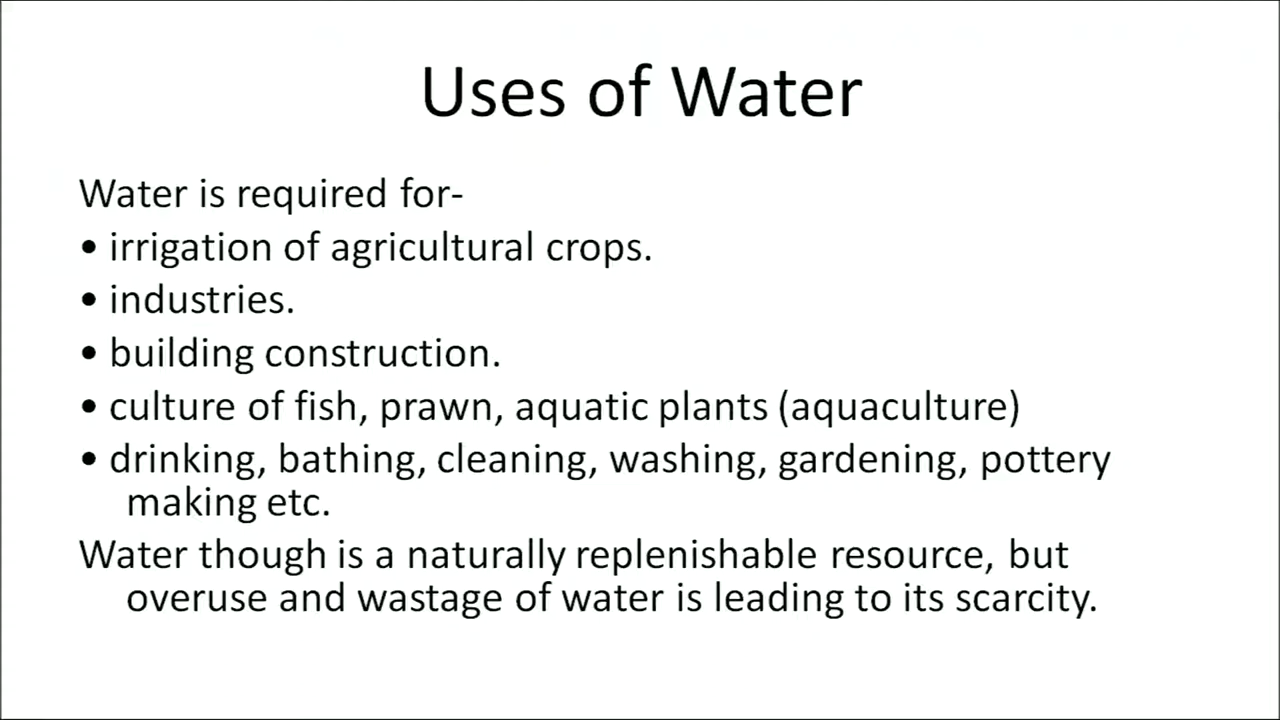 Uses of Water
Water is required for-
• irrigation of agricultural crops.
• industries.
• building construction.
• culture of fish, prawn, aquatic plants (aquaculture)
• drinking, bathing, cleaning, washing, gardening, pottery
making etc.
Water though is a naturally replenishable resource, but
overuse and wastage of water is leading to its scarcity.